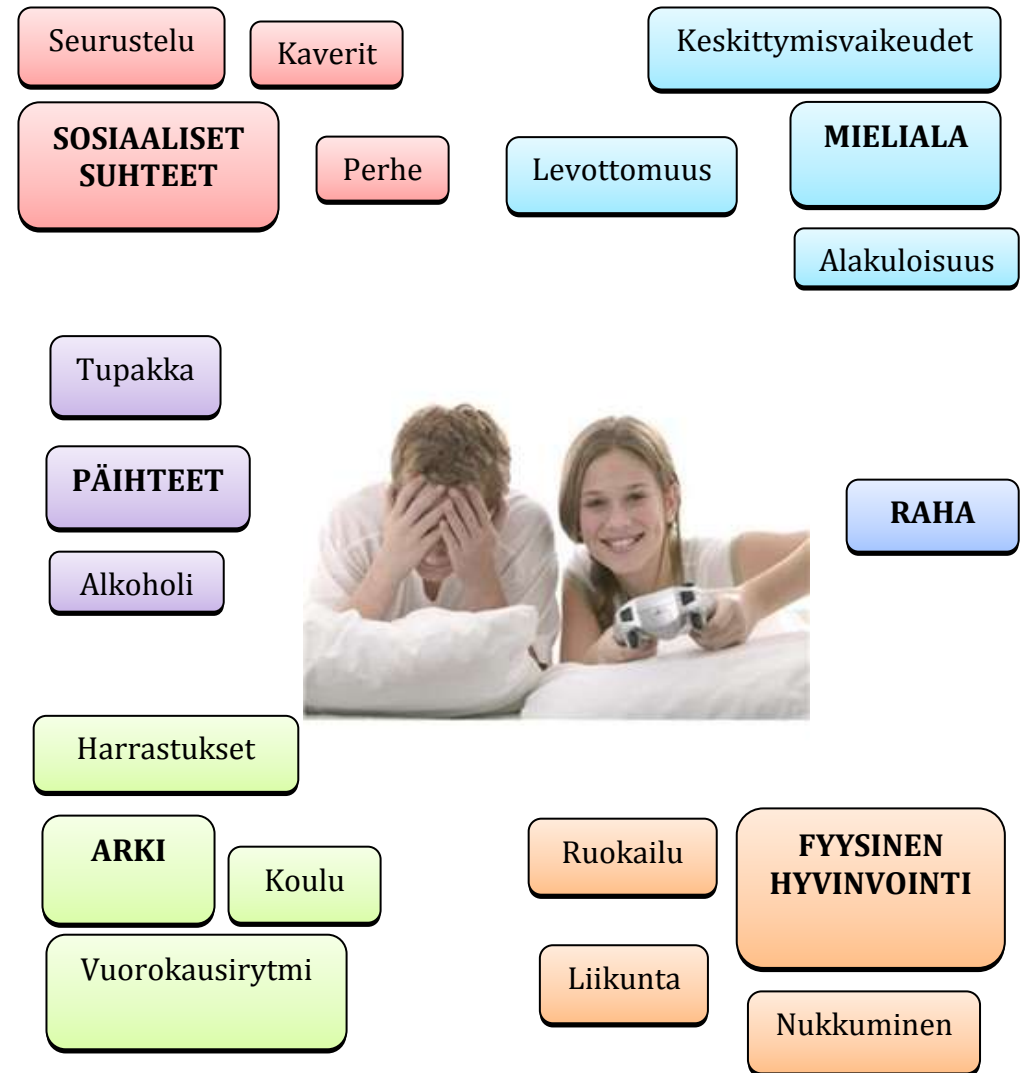 Seurustelu
Kaverit
SOSIAALISET
SUHTEET
Perhe
Keskittymisvaikeudet
MIELIALA
Levottomuus
Alakuloisuus
Tupakka
PÄIHTEET
Alkoholi
RAHA
Harrastukset
ARKI
Koulu
Vuorokausirytmi
Ruokailu
FYYSINEN
HYVINVOINTI
Liikunta
Nukkuminen